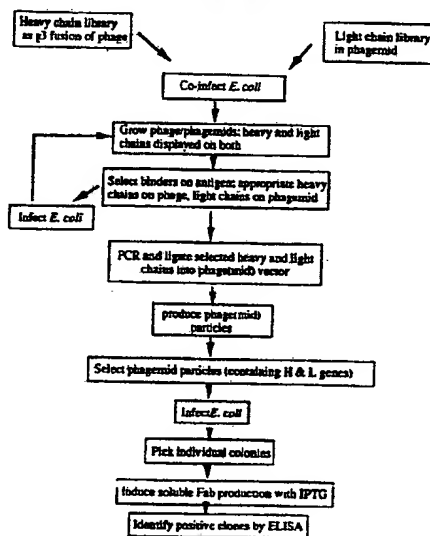 Heavy chain library
as g3 fusion of phage
Light chain library
in phagemid
Co-infect E. coli
Grow phage/phagemids: heavy and light
chains displayed on both
Select binders on antigen: appropriate heavy
chains on phage, light chains on phagemid
Infect E. coli
PCR and ligate selected heavy and light
chains into phage(mid) vector
produce phage(mid)
particles
Select phagemid particles (containing H & L genes)
Infect E. coli
Pick individual colonies
Induce soluble Fab production with IPTG
Identify positive clones by ELISA